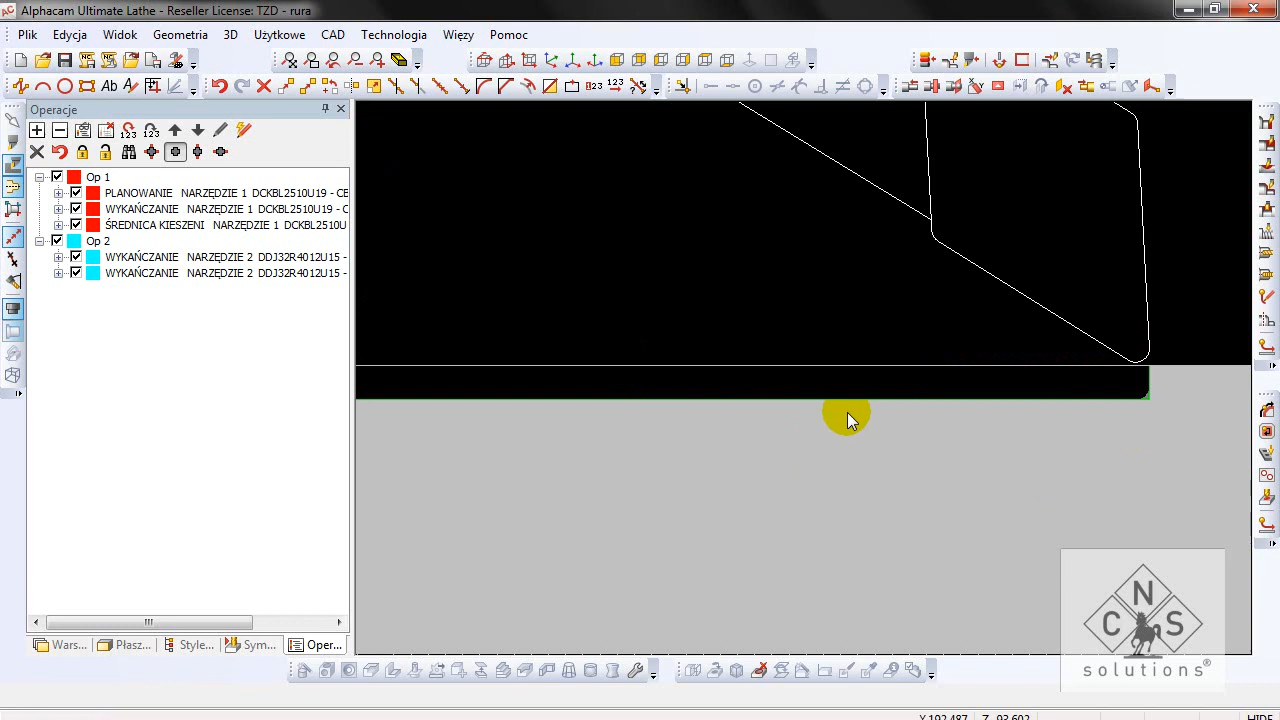 Alphacam Ultimate Lathe - Reseller License: TZD - rura
Plik Edycja Widok Geometria 3D Użytkowe CAD Technologia Więzy Pomoc
Operacje
Op 1
PLANOWANIE NARZĘDZIE 1 DCKBL2510U19 - CB
WYKAŃCZANIE NARZĘDZIE 1 DCKBL2510U19 - C
ŚREDNICA KIESZENI NARZĘDZIE 1 DCKBL2510U
Op 2
WYKAŃCZANIE NARZĘDZIE 2 DDJ32R4012U15 -
WYKAŃCZANIE NARZĘDZIE 2 DDJ32R4012U15 -
Wars... Płasz... Style... Sym... Oper...
C N S
solutions®